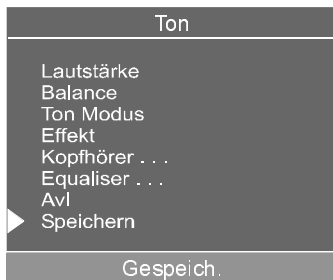 Ton
Lautstärke
Balance
Ton Modus
Effekt
Kopfhörer . . .
Equaliser . . .
Avl
Speichern
Gespeich.